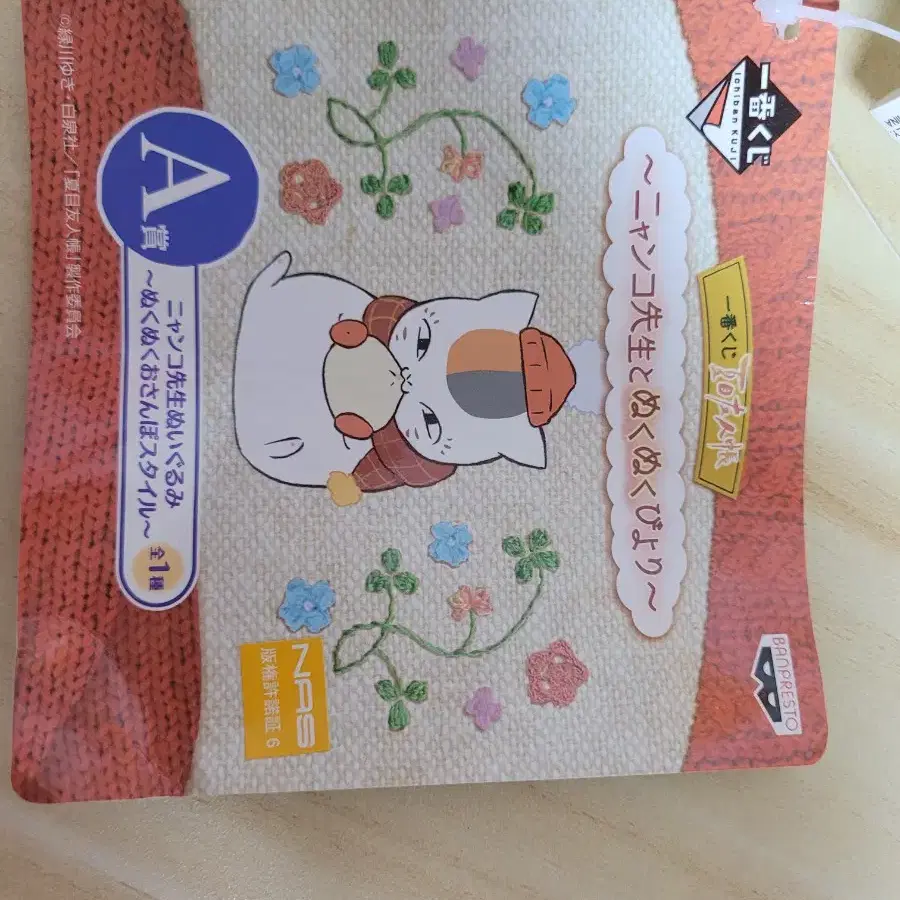 一番くじ
Ichiban KUJI
一番くじ 夏目友人帳
～ニャンコ先生とぬくぬくびより～
BANPRESTO
A賞
ニャンコ先生ぬいぐるみ
～ぬくぬくおさんぽスタイル～
全1種
NAS
版権許諾証 6
©緑川ゆき・白泉社／「夏目友人帳」製作委員会